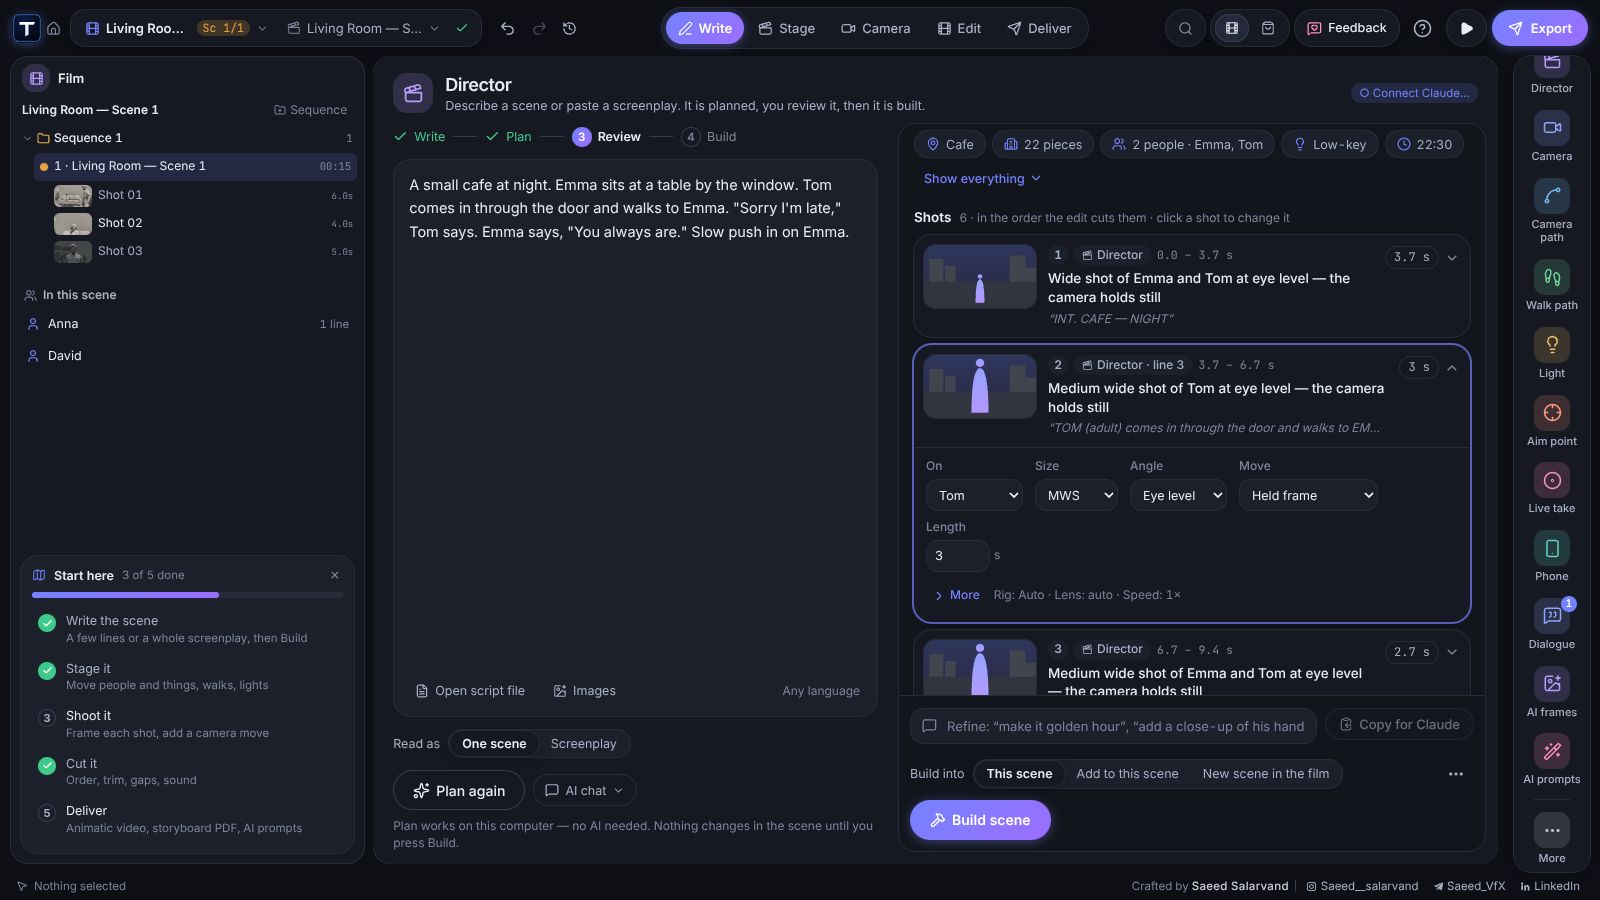 T
Living Roo...
Sc 1/1
Living Room — S...
Write
Stage
Camera
Edit
Deliver
Feedback
Export
Film
Living Room — Scene 1
Sequence
Sequence 1
1
1 · Living Room — Scene 1
00:15
Shot 01
6.0s
Shot 02
4.0s
Shot 03
5.0s
In this scene
Anna
1 line
David
Start here
3 of 5 done
Write the scene
A few lines or a whole screenplay, then Build
Stage it
Move people and things, walks, lights
3
Shoot it
Frame each shot, add a camera move
Cut it
Order, trim, gaps, sound
5
Deliver
Animatic video, storyboard PDF, AI prompts
Director
Describe a scene or paste a screenplay. It is planned, you review it, then it is built.
Connect Claude...
Write
Plan
3
Review
4
Build
A small cafe at night. Emma sits at a table by the window. Tom
comes in through the door and walks to Emma. "Sorry I'm late,"
Tom says. Emma says, "You always are." Slow push in on Emma.
Open script file
Images
Any language
Read as
One scene
Screenplay
Plan again
AI chat
Plan works on this computer — no AI needed. Nothing changes in the scene until you
press Build.
Cafe
22 pieces
2 people · Emma, Tom
Low-key
22:30
Show everything
Shots
6 · in the order the edit cuts them · click a shot to change it
1
Director
0.0 – 3.7 s
3.7 s
Wide shot of Emma and Tom at eye level — the
camera holds still
“INT. CAFE — NIGHT”
2
Director · line 3
3.7 – 6.7 s
3 s
Medium wide shot of Tom at eye level — the camera
holds still
“TOM (adult) comes in through the door and walks to EM...
On
Size
Angle
Move
Tom
MWS
Eye level
Held frame
Length
3
s
More
Rig: Auto · Lens: auto · Speed: 1×
3
Director
6.7 – 9.4 s
2.7 s
Medium wide shot of Emma and Tom at eye level
— the camera holds still
Refine: “make it golden hour”, “add a close-up of his hand
Copy for Claude
Build into
This scene
Add to this scene
New scene in the film
Build scene
Director
Camera
Camera
path
Walk path
Light
Aim point
Live take
Phone
1
Dialogue
AI frames
AI prompts
More
Nothing selected
Crafted by Saeed Salarvand
Saeed__salarvand
Saeed_VfX
LinkedIn